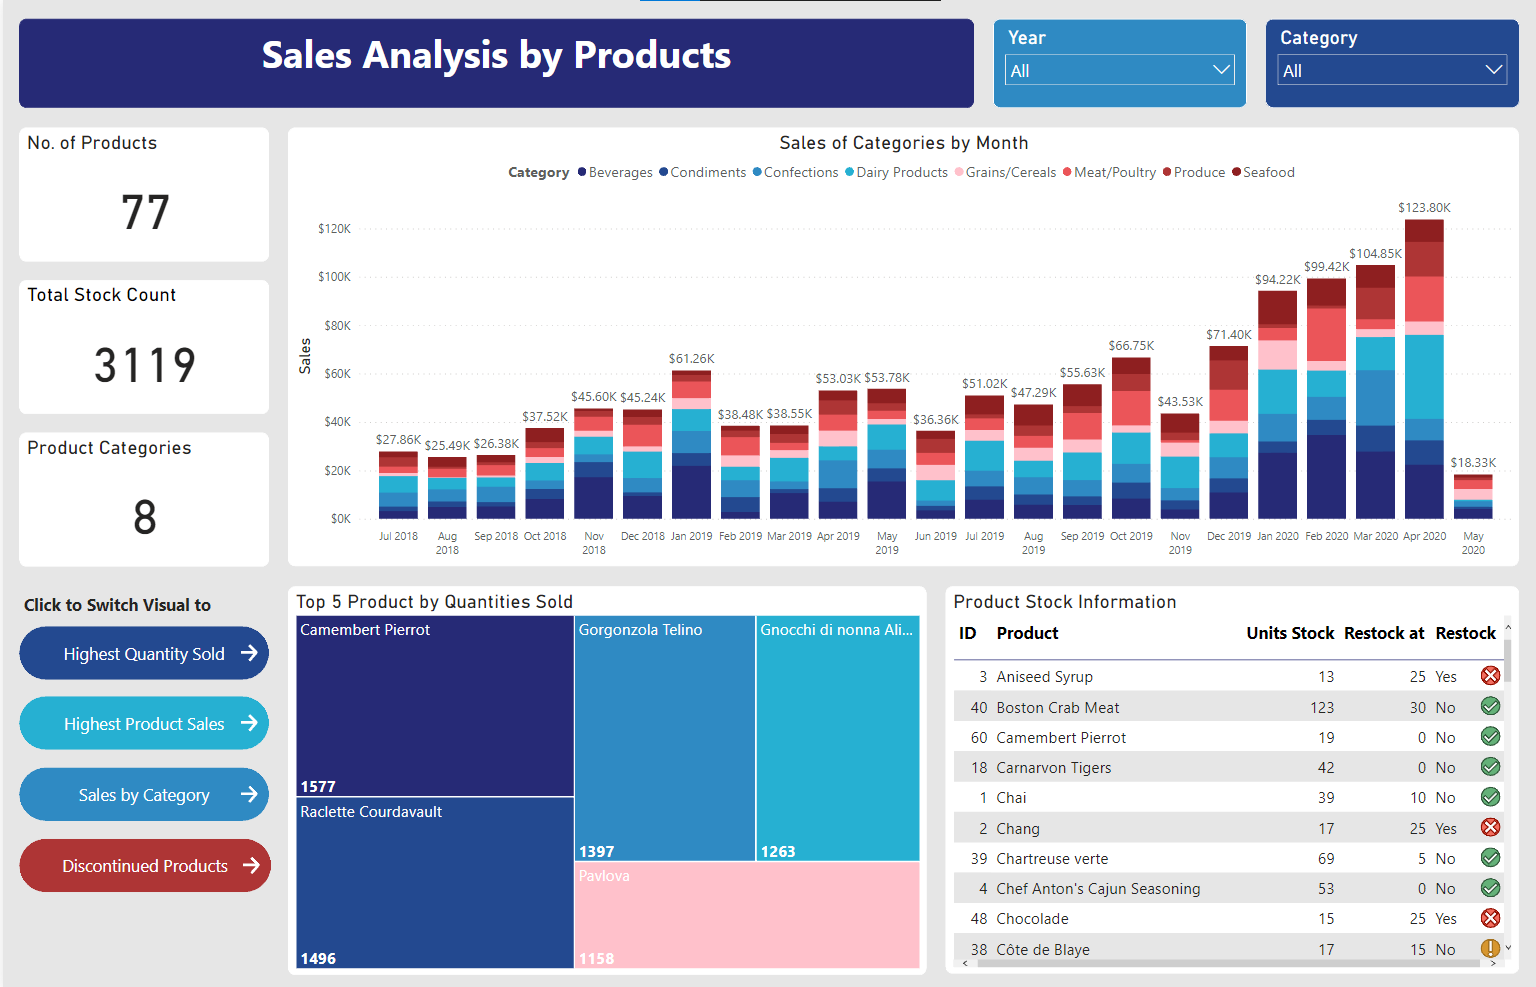 Sales Analysis by Products
Year
All
Category
All
No. of Products
77
Total Stock Count
3119
Product Categories
8
Sales of Categories by Month
Category Beverages Condiments Confections Dairy Products Grains/Cereals Meat/Poultry Produce Seafood
Sales
$120K
$100K
$80K
$60K
$40K
$20K
$0K
$27.86K
$25.49K
$26.38K
$37.52K
$45.60K
$45.24K
$61.26K
$38.48K
$38.55K
$53.03K
$53.78K
$36.36K
$51.02K
$47.29K
$55.63K
$66.75K
$43.53K
$71.40K
$94.22K
$99.42K
$104.85K
$123.80K
$18.33K
Jul 2018
Aug
2018
Sep 2018
Oct 2018
Nov
2018
Dec 2018
Jan 2019
Feb 2019
Mar 2019
Apr 2019
May
2019
Jun 2019
Jul 2019
Aug
2019
Sep 2019
Oct 2019
Nov
2019
Dec 2019
Jan 2020
Feb 2020
Mar 2020
Apr 2020
May
2020
Click to Switch Visual to
Highest Quantity Sold
Highest Product Sales
Sales by Category
Discontinued Products
Top 5 Product by Quantities Sold
Camembert Pierrot
1577
Raclette Courdavault
1496
Gorgonzola Telino
1397
Gnocchi di nonna Ali...
1263
Pavlova
1158
Product Stock Information
ID Product Units Stock Restock at Restock
3 Aniseed Syrup 13 25 Yes
40 Boston Crab Meat 123 30 No
60 Camembert Pierrot 19 0 No
18 Carnarvon Tigers 42 0 No
1 Chai 39 10 No
2 Chang 17 25 Yes
39 Chartreuse verte 69 5 No
4 Chef Anton's Cajun Seasoning 53 0 No
48 Chocolade 15 25 Yes
38 Côte de Blaye 17 15 No